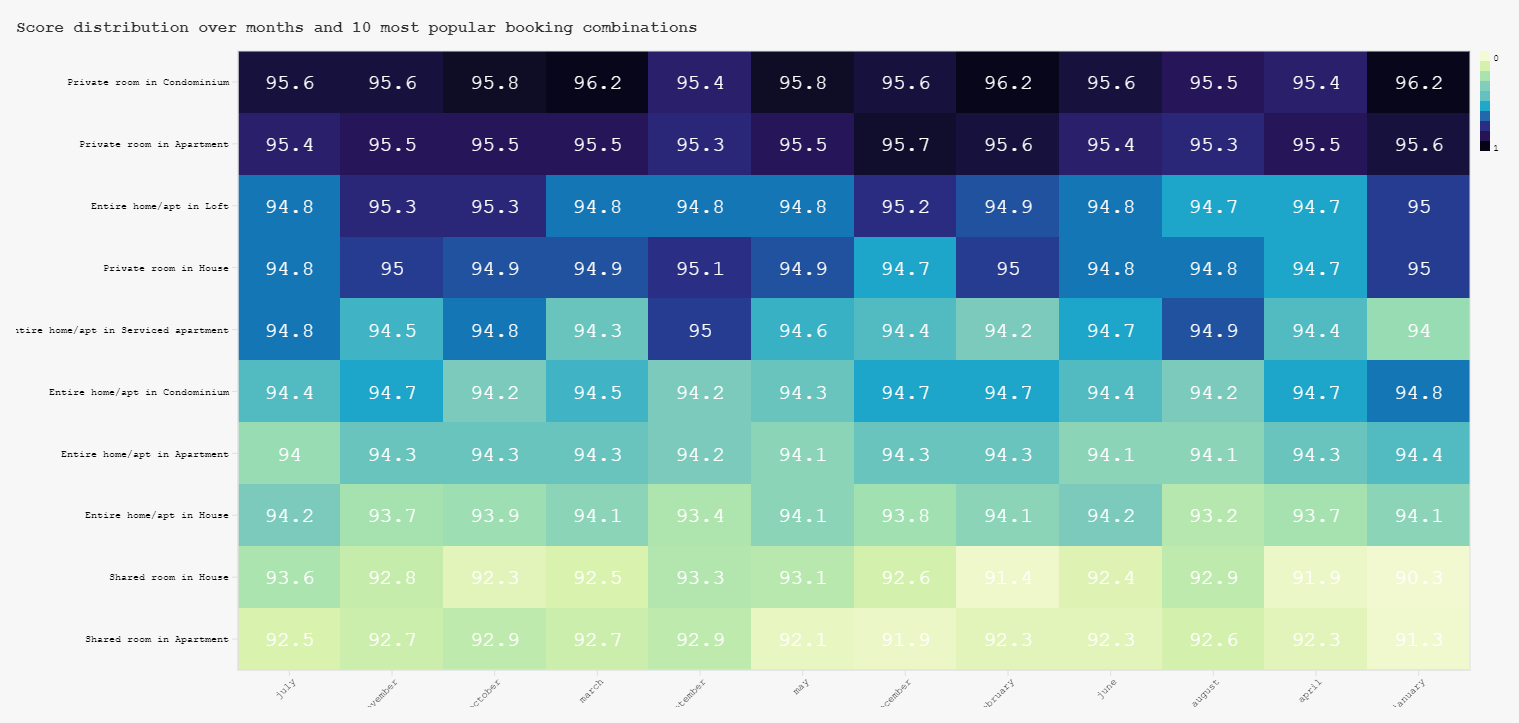 Score distribution over months and 10 most popular booking combinations
0
1
Private room in Condominium 95.6 95.6 95.8 96.2 95.4 95.8 95.6 96.2 95.6 95.5 95.4 96.2
Private room in Apartment 95.4 95.5 95.5 95.5 95.3 95.5 95.7 95.6 95.4 95.3 95.5 95.6
Entire home/apt in Loft 94.8 95.3 95.3 94.8 94.8 94.8 95.2 94.9 94.8 94.7 94.7 95
Private room in House 94.8 95 94.9 94.9 95.1 94.9 94.7 95 94.8 94.8 94.7 95
ntire home/apt in Serviced apartment 94.8 94.5 94.8 94.3 95 94.6 94.4 94.2 94.7 94.9 94.4 94
Entire home/apt in Condominium 94.4 94.7 94.2 94.5 94.2 94.3 94.7 94.7 94.4 94.2 94.7 94.8
Entire home/apt in Apartment 94 94.3 94.3 94.3 94.2 94.1 94.3 94.3 94.1 94.1 94.3 94.4
Entire home/apt in House 94.2 93.7 93.9 94.1 93.4 94.1 93.8 94.1 94.2 93.2 93.7 94.1
Shared room in House 93.6 92.8 92.3 92.5 93.3 93.1 92.6 91.4 92.4 92.9 91.9 90.3
Shared room in Apartment 92.5 92.7 92.9 92.7 92.9 92.1 91.9 92.3 92.3 92.6 92.3 91.3
july vember ctober march tember may cember bruary june august april anuary